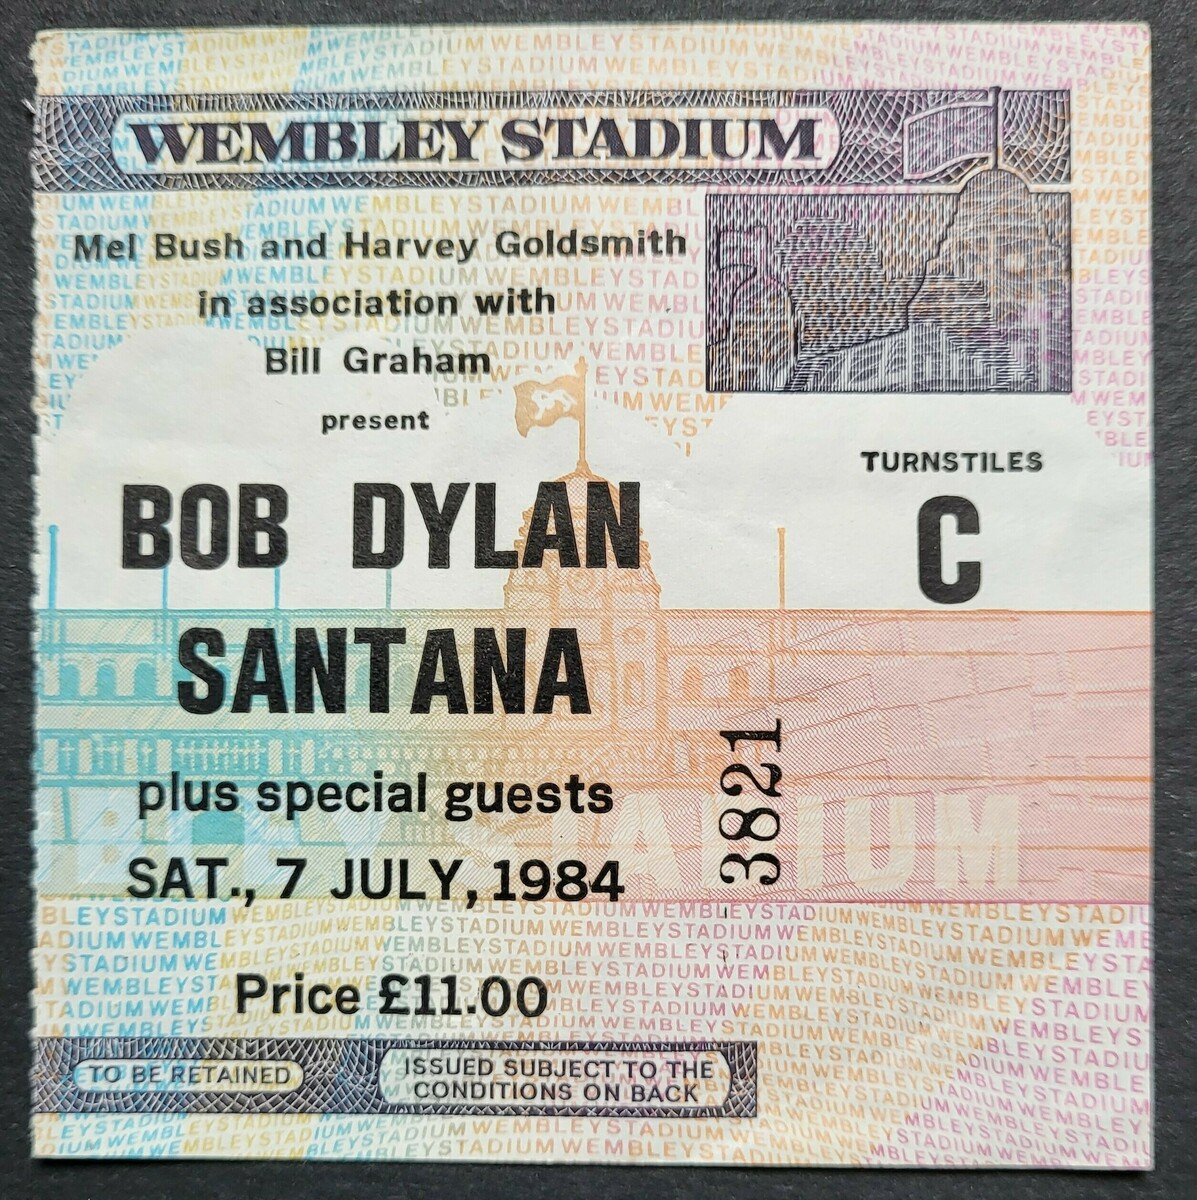 WEMBLEY STADIUM
Mel Bush and Harvey Goldsmith
in association with
Bill Graham
present
BOB DYLAN
SANTANA
plus special guests
SAT., 7 JULY, 1984
Price £11.00
TURNSTILES
C
3821
TO BE RETAINED
ISSUED SUBJECT TO THE
CONDITIONS ON BACK